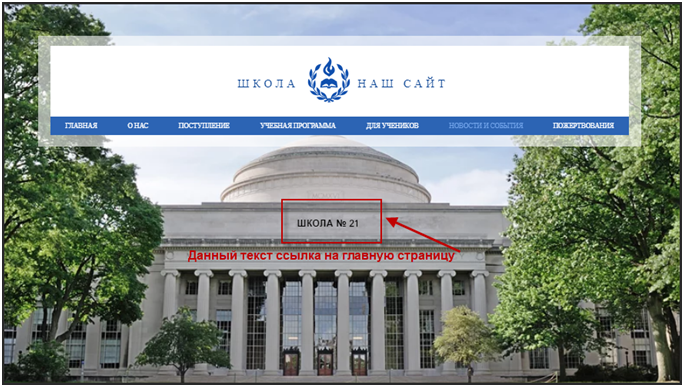 ШКОЛА НАШ САЙТ
ГЛАВНАЯ О НАС ПОСТУПЛЕНИЕ УЧЕБНАЯ ПРОГРАММА ДЛЯ УЧЕНИКОВ НОВОСТИ И СОБЫТИЯ ПОЖЕРТВОВАНИЯ
ШКОЛА № 21
Данный текст ссылка на главную страницу